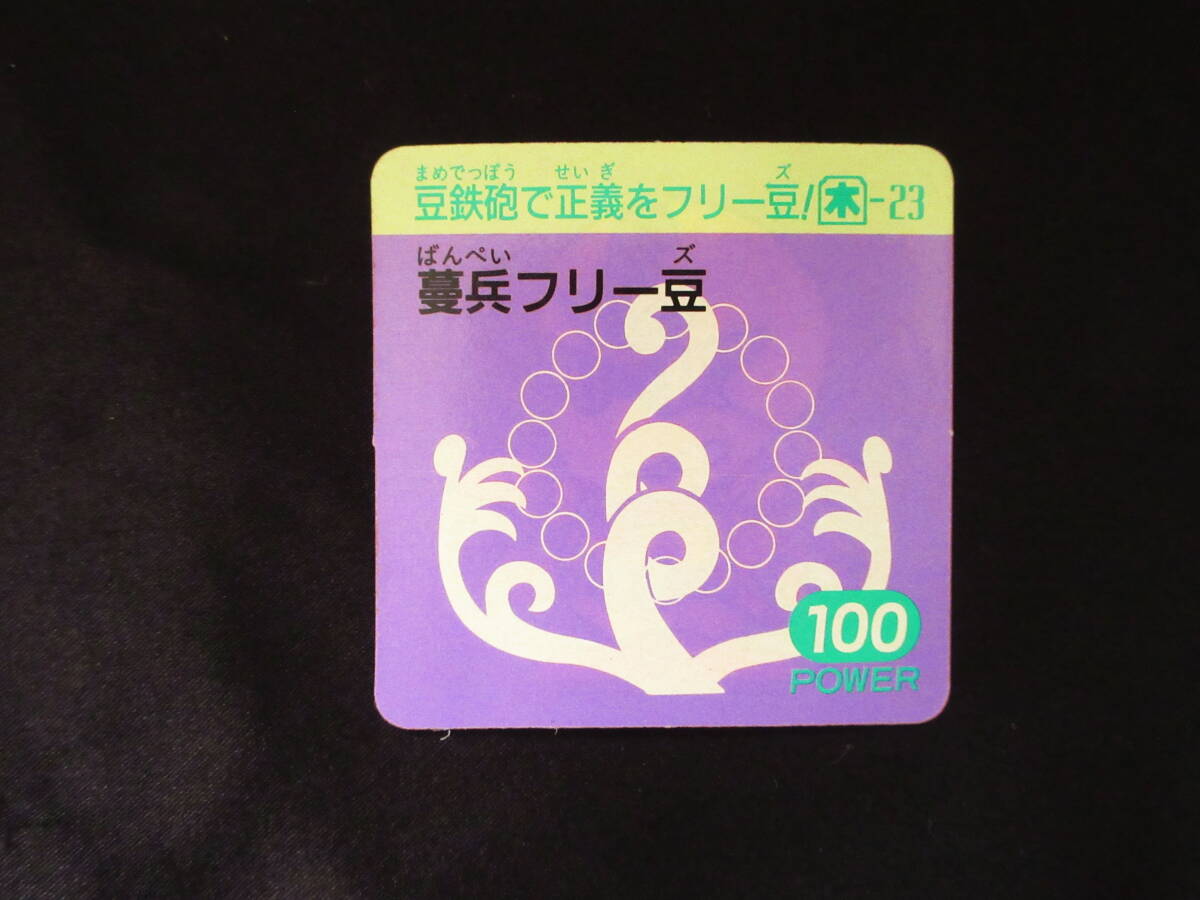 まめでっぽう せいぎ ズ
豆鉄砲で正義をフリー豆!木-23
ばんぺい ズ
蔓兵フリー豆
100
POWER